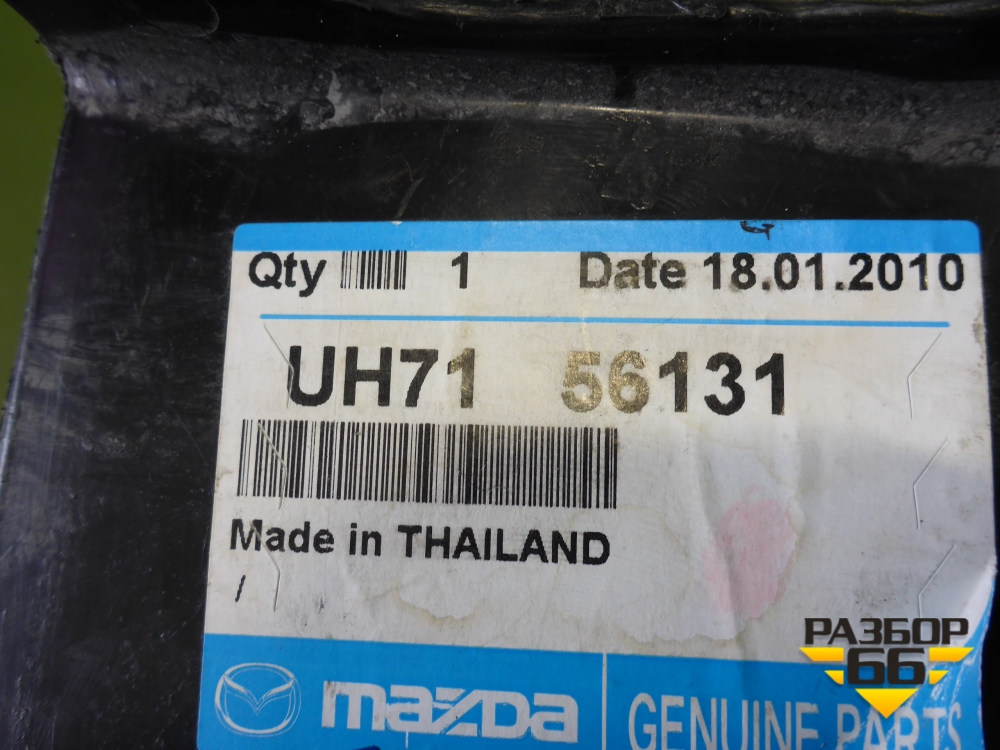 Qty 1 Date 18.01.2010
UH71 56131
Made in THAILAND
/
mazda GENUINE PARTS
РАЗБОР
66